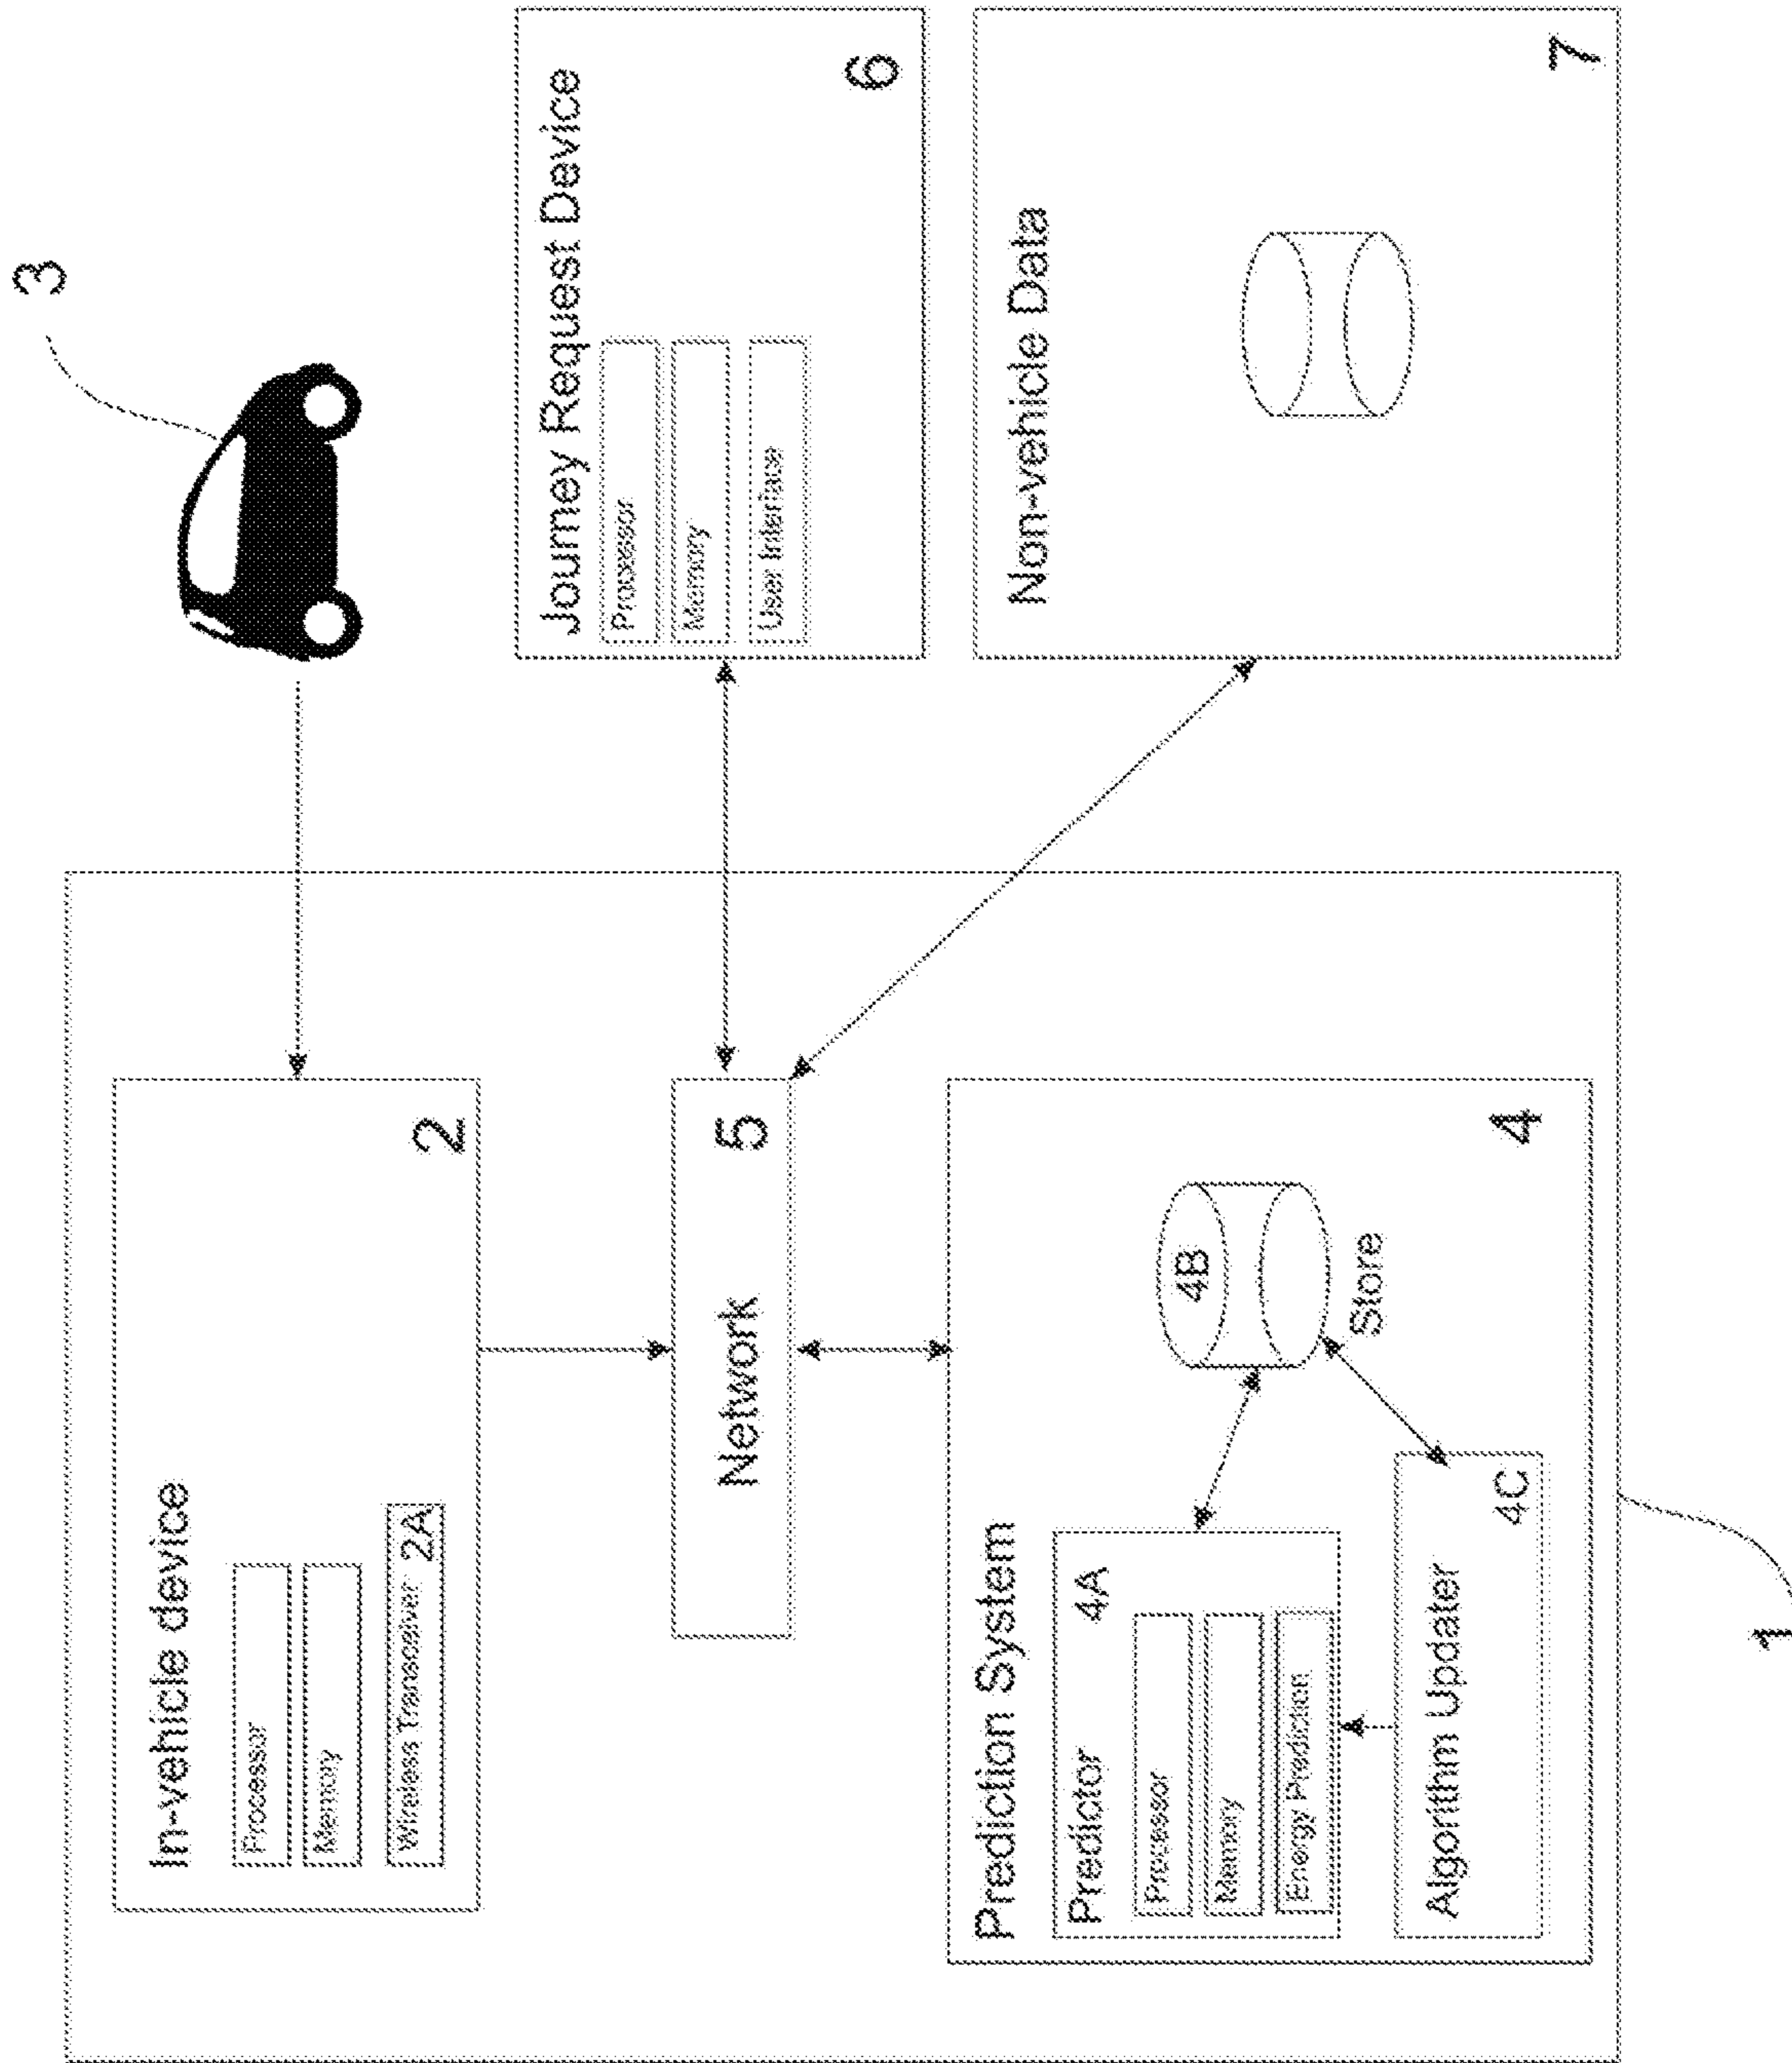 In-vehicle device
Processor
Memory
Wireless Transceiver 2A
2
3
Network
5
Journey Request Device
Processor
Memory
User Interface
6
Prediction System
Predictor
4A
Processor
Memory
Energy Prediction
4B
Store
Algorithm Updater
4C
4
Non-vehicle Data
7
1